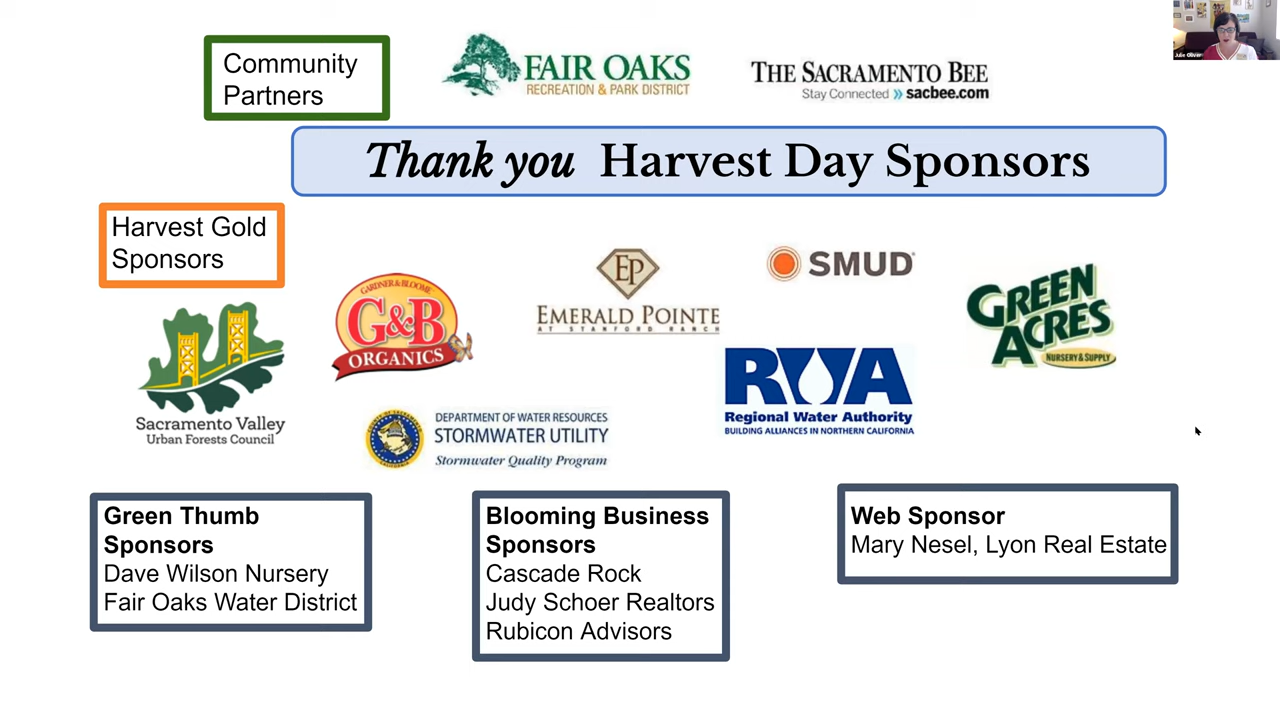 Community
Partners
FAIR OAKS
RECREATION & PARK DISTRICT
THE SACRAMENTO BEE
Stay Connected » sacbee.com
Thank you Harvest Day Sponsors
Harvest Gold
Sponsors
Sacramento Valley
Urban Forests Council
GARDNER & BLOOME
G&B
ORGANICS
EP
EMERALD POINTE
AT STANFORD RANCH
SMUD
GREEN
ACRES
NURSERY & SUPPLY
RWA
Regional Water Authority
BUILDING ALLIANCES IN NORTHERN CALIFORNIA
DEPARTMENT OF WATER RESOURCES
STORMWATER UTILITY
Stormwater Quality Program
Green Thumb
Sponsors
Dave Wilson Nursery
Fair Oaks Water District
Blooming Business
Sponsors
Cascade Rock
Judy Schoer Realtors
Rubicon Advisors
Web Sponsor
Mary Nesel, Lyon Real Estate